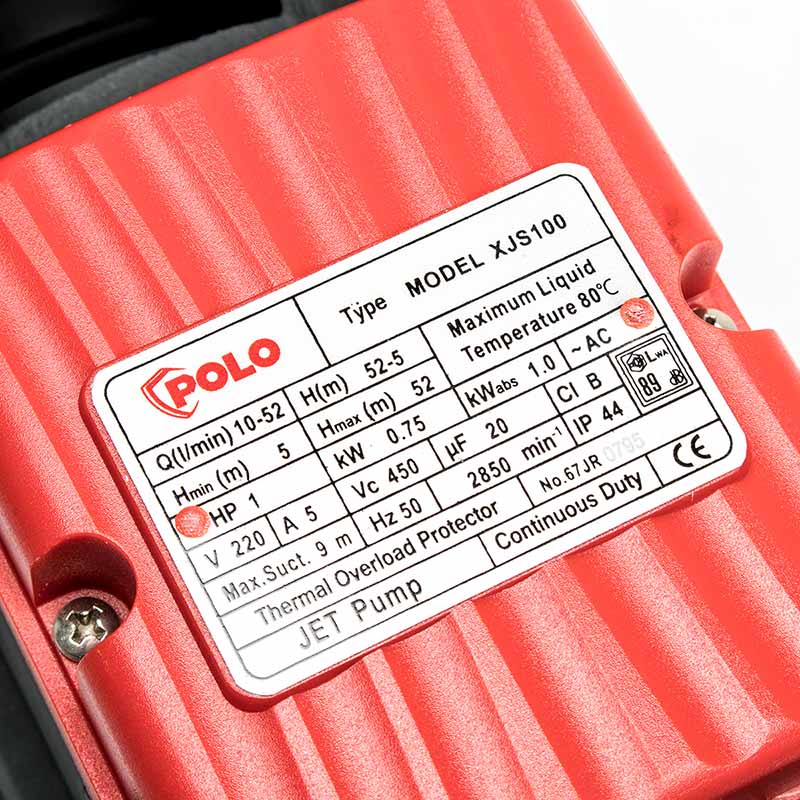 POLO
Tÿpe MODEL XJS100
Q(l/min) 10-52 H(m) 52-5 Maximum Liquid
Temperature 80℃
Hmin (m) 5 Hmax (m) 52
HP 1 kW 0.75 kWabs 1.0 ~AC
V 220 A 5 Vc 450 µF 20 Cl B
LWA
89 dB
Max.Suct. 9 m Hz 50 2850 min-1 IP 44
Thermal Overload Protector No.67JR 0795
JET Pump Continuous Duty CE